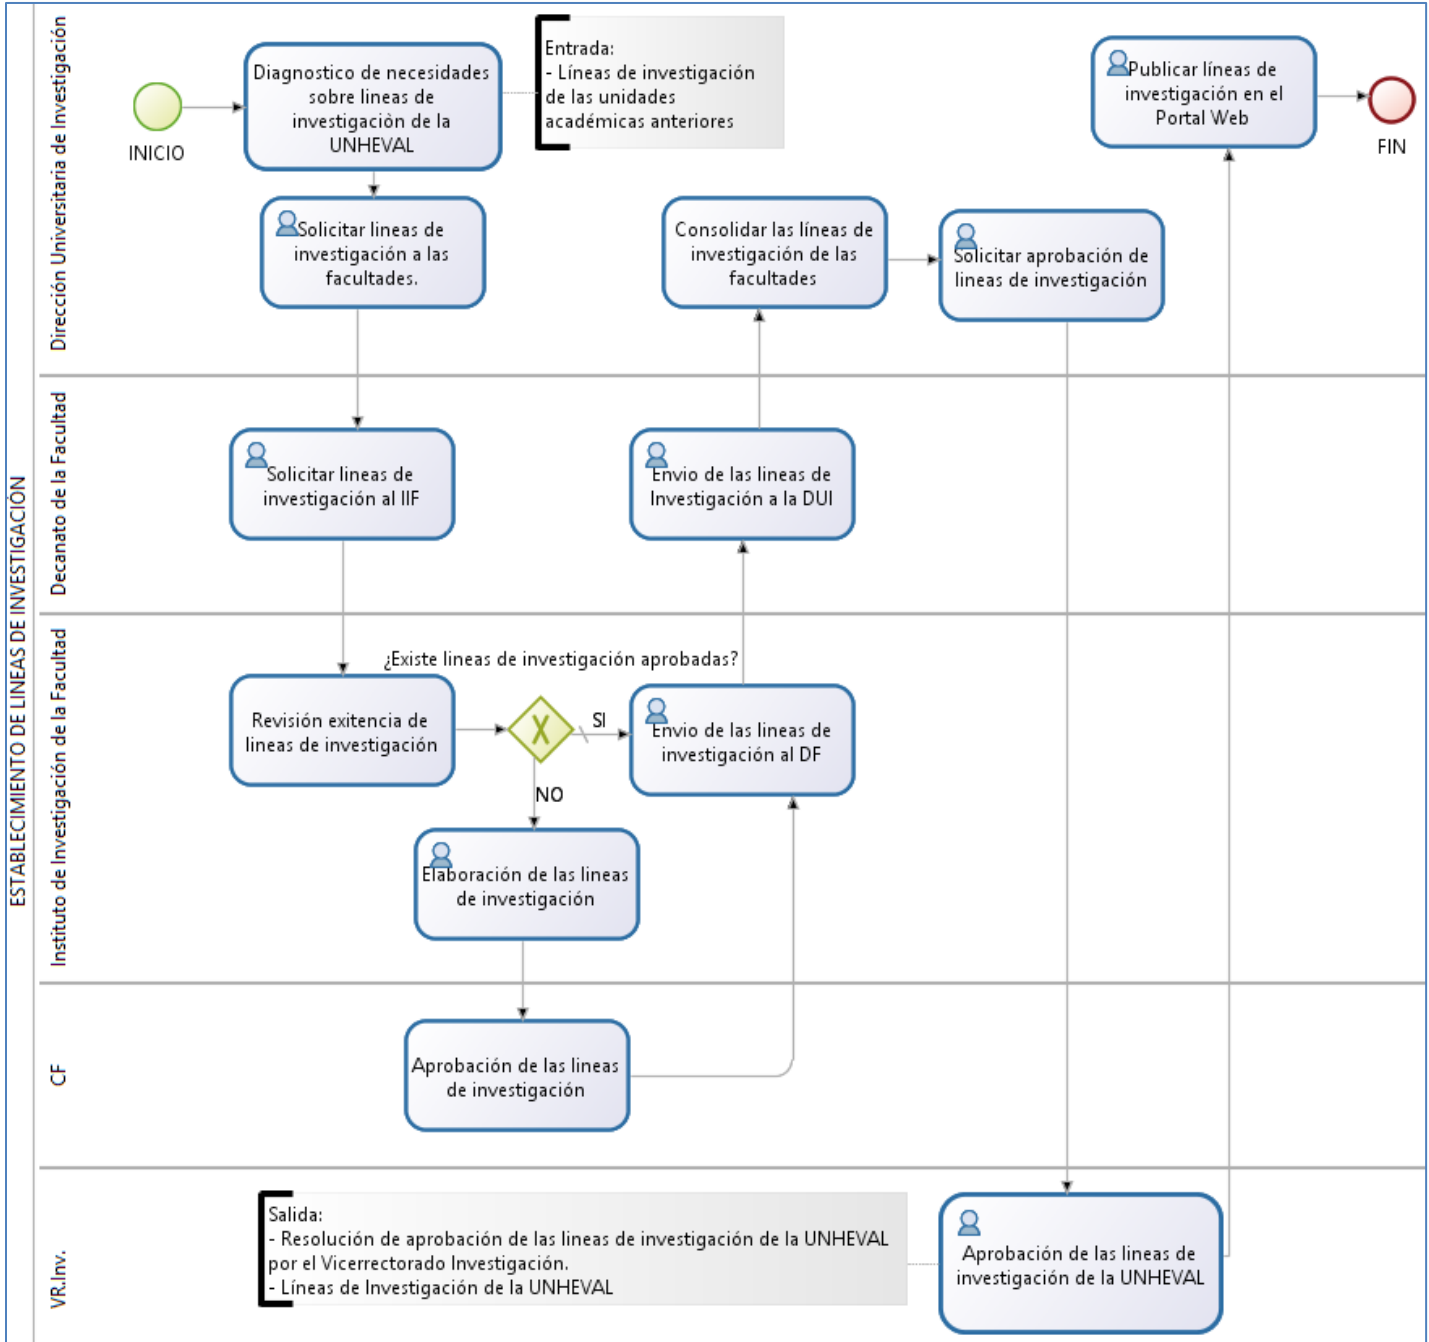 ESTABLECIMIENTO DE LINEAS DE INVESTIGACIÓN
Dirección Universitaria de Investigación
INICIO
Diagnostico de necesidades
sobre lineas de
investigaciòn de la
UNHEVAL
Entrada:
- Líneas de investigación
de las unidades
académicas anteriores
Solicitar lineas de
investigación a las
facultades.
Consolidar las líneas de
investigación de las
facultades
Solicitar aprobación de
lineas de investigación
Publicar líneas de
investigación en el
Portal Web
FIN
Decanato de la Facultad
Solicitar lineas de
investigación al IIF
Envio de las lineas de
Investigación a la DUI
Instituto de Investigación de la Facultad
Revisión exitencia de
lineas de investigación
¿Existe lineas de investigación aprobadas?
SI
NO
Envio de las lineas de
investigación al DF
Elaboración de las lineas
de investigación
CF
Aprobación de las lineas
de investigación
VR.Inv.
Salida:
- Resolución de aprobación de las lineas de investigación de la UNHEVAL
por el Vicerrectorado Investigación.
- Líneas de Investigación de la UNHEVAL
Aprobación de las lineas de
investigación de la UNHEVAL